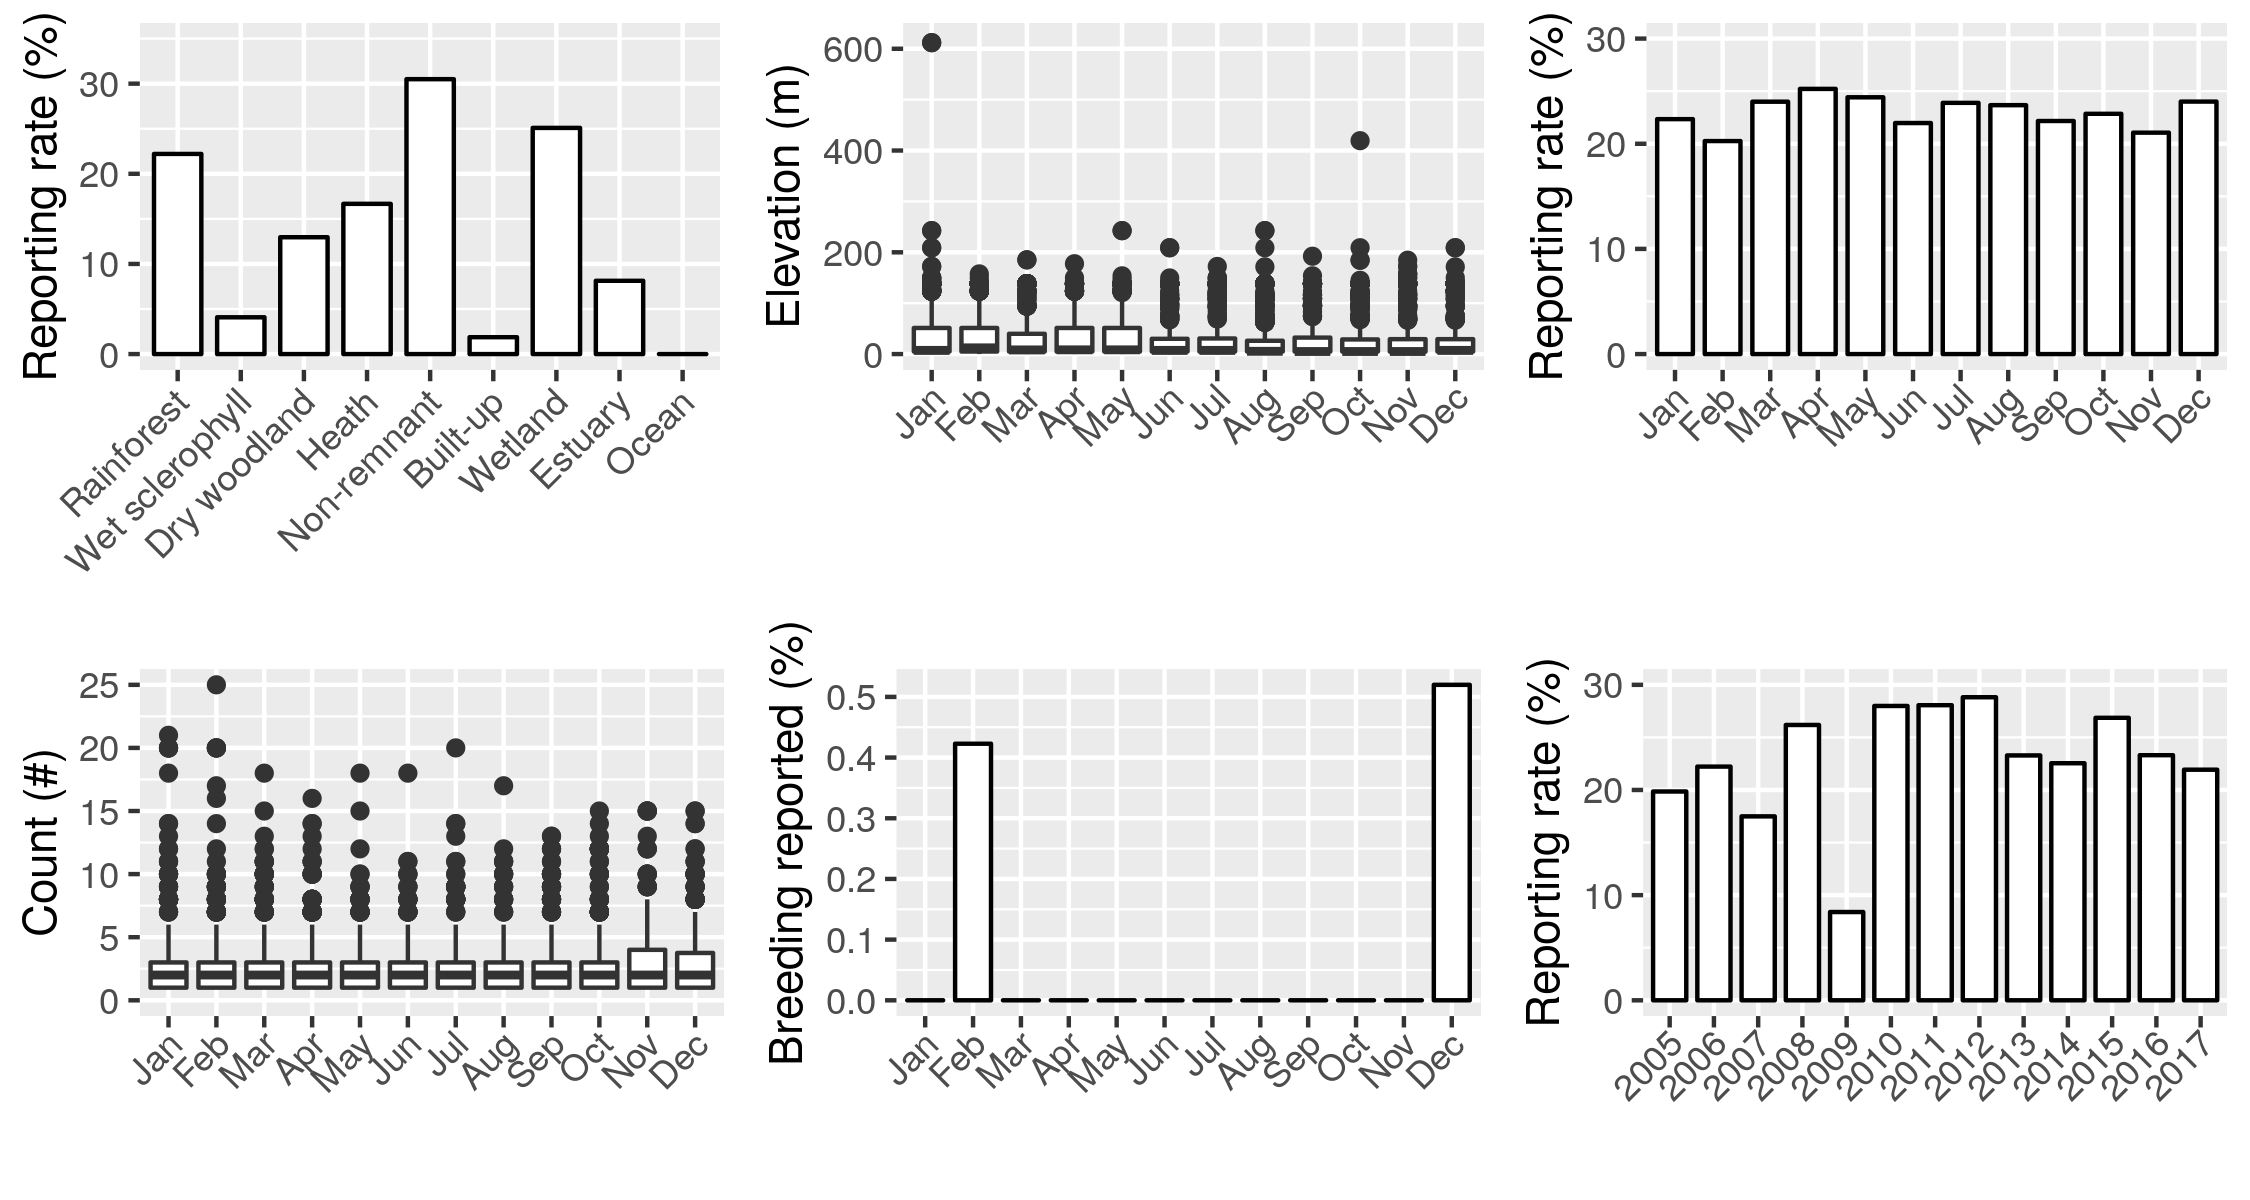 Reporting rate (%)
30
20
10
0
Rainforest
Wet sclerophyll
Dry woodland
Heath
Non-remnant
Built-up
Wetland
Estuary
Ocean
Elevation (m)
600
400
200
0
Jan
Feb
Mar
Apr
May
Jun
Jul
Aug
Sep
Oct
Nov
Dec
Reporting rate (%)
30
20
10
0
Jan
Feb
Mar
Apr
May
Jun
Jul
Aug
Sep
Oct
Nov
Dec
Count (#)
25
20
15
10
5
0
Jan
Feb
Mar
Apr
May
Jun
Jul
Aug
Sep
Oct
Nov
Dec
Breeding reported (%)
0.5
0.4
0.3
0.2
0.1
0.0
Jan
Feb
Mar
Apr
May
Jun
Jul
Aug
Sep
Oct
Nov
Dec
Reporting rate (%)
30
20
10
0
2005
2006
2007
2008
2009
2010
2011
2012
2013
2014
2015
2016
2017